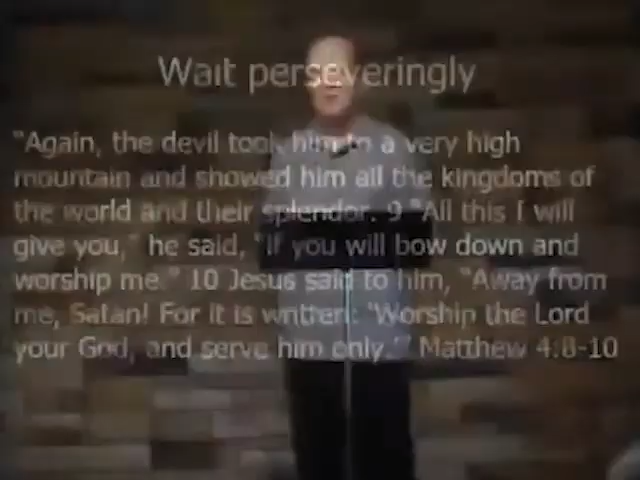 Wait perseveringly
"Again, the devil took him to a very high
mountain and showed him all the kingdoms of
the world and their splendor. 9 "All this I will
give you," he said, "if you will bow down and
worship me." 10 Jesus said to him, "Away from
me, Satan! For it is written: 'Worship the Lord
your God, and serve him only.'" Matthew 4:8-10